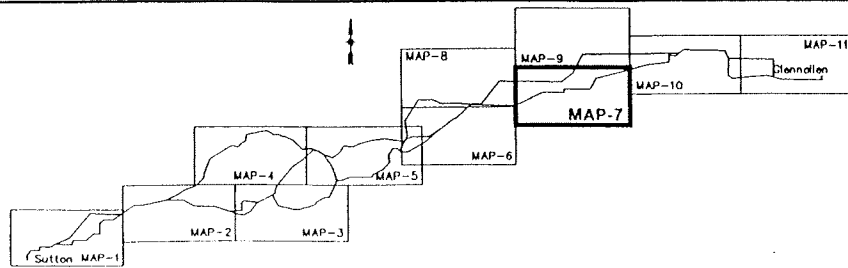 MAP-8
MAP-9
MAP-11
Glennallen
MAP-10
MAP-7
MAP-6
MAP-4
MAP-5
MAP-2
MAP-3
Sutton MAP-1